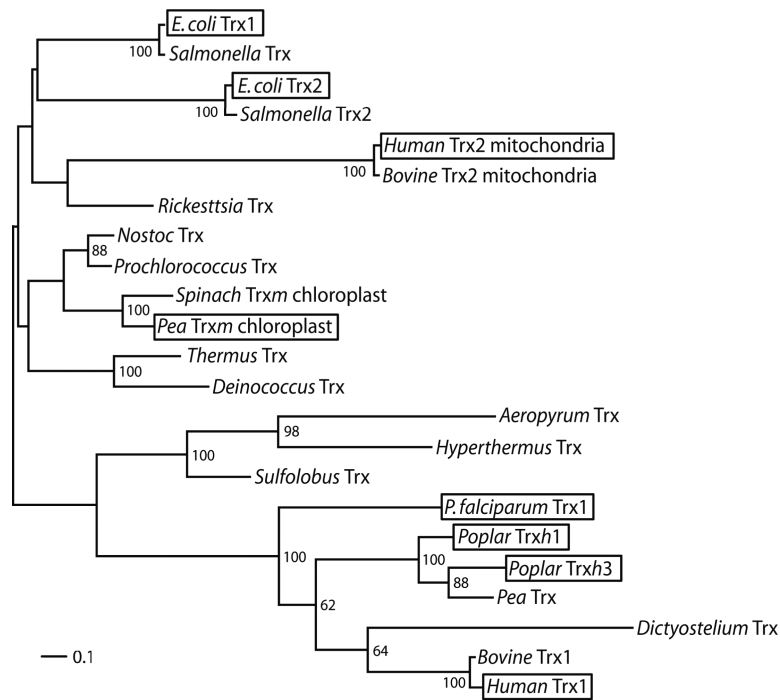 E. coli Trx1
100
Salmonella Trx
E. coli Trx2
100
Salmonella Trx2
Human Trx2 mitochondria
100
Bovine Trx2 mitochondria
Rickesttsia Trx
Nostoc Trx
88
Prochlorococcus Trx
Spinach Trxm chloroplast
100
Pea Trxm chloroplast
Thermus Trx
100
Deinococcus Trx
Aeropyrum Trx
98
Hyperthermus Trx
100
Sulfolobus Trx
P. falciparum Trx1
Poplar Trxh1
100
100
Poplar Trxh3
88
Pea Trx
62
Dictyostelium Trx
64
0.1
Bovine Trx1
100
Human Trx1